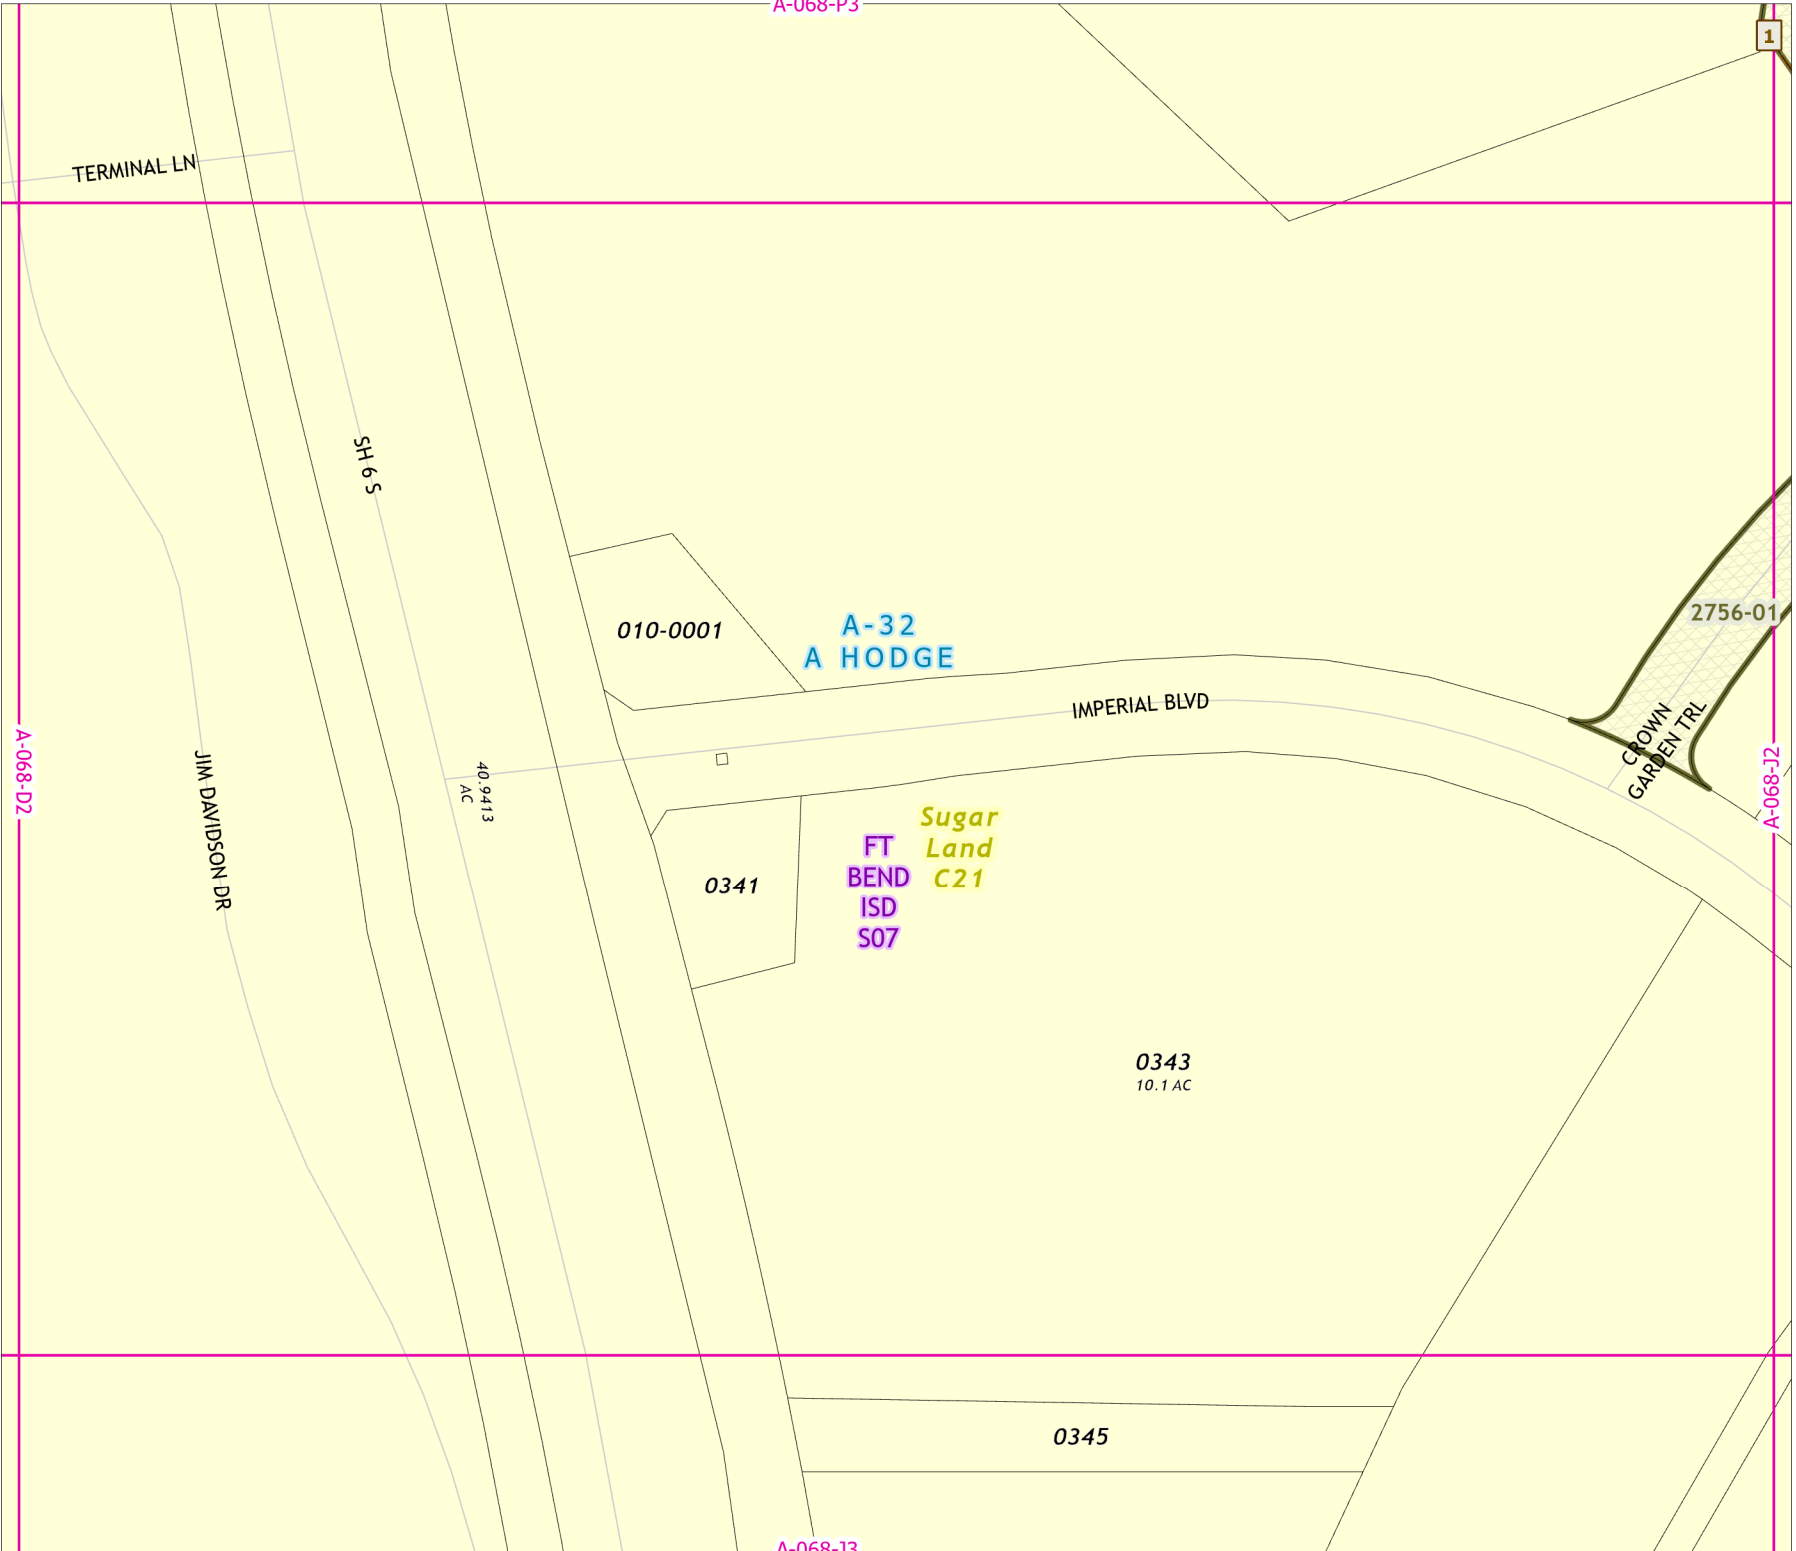 A-068-P3
1
TERMINAL LN
SH 6 S
010-0001
A-32
A HODGE
2756-01
IMPERIAL BLVD
CROWN
GARDEN TRL
A-068-D2
A-068-J2
JIM DAVIDSON DR
40.9413
AC
Sugar
Land
C21
FT
BEND
ISD
S07
0341
0343
10.1 AC
0345
A-068-J3